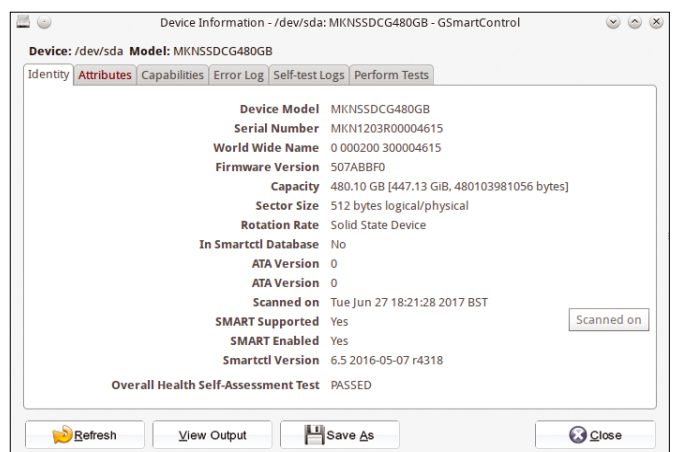 Device Information - /dev/sda: MKNSSDCG480GB - GSmartControl
Device: /dev/sda Model: MKNSSDCG480GB
Identity Attributes Capabilities Error Log Self-test Logs Perform Tests
Device Model MKNSSDCG480GB
Serial Number MKN1203R00004615
World Wide Name 0 000200 300004615
Firmware Version 507ABBF0
Capacity 480.10 GB [447.13 GiB, 480103981056 bytes]
Sector Size 512 bytes logical/physical
Rotation Rate Solid State Device
In Smartctl Database No
ATA Version 0
ATA Version 0
Scanned on Tue Jun 27 18:21:28 2017 BST
Scanned on
SMART Supported Yes
SMART Enabled Yes
Smartctl Version 6.5 2016-05-07 r4318
Overall Health Self-Assessment Test PASSED
Refresh View Output Save As Close